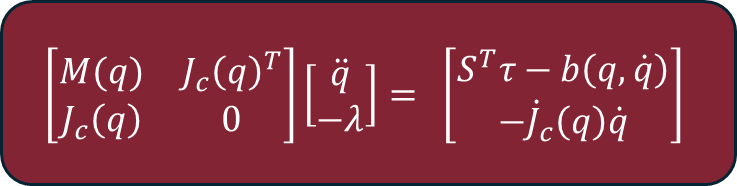 [M(q) J_c(q)^T] [q̈] = [S^T τ − b(q, q̇)]
[J_c(q) 0] [−λ] [−J̇_c(q)q̇]